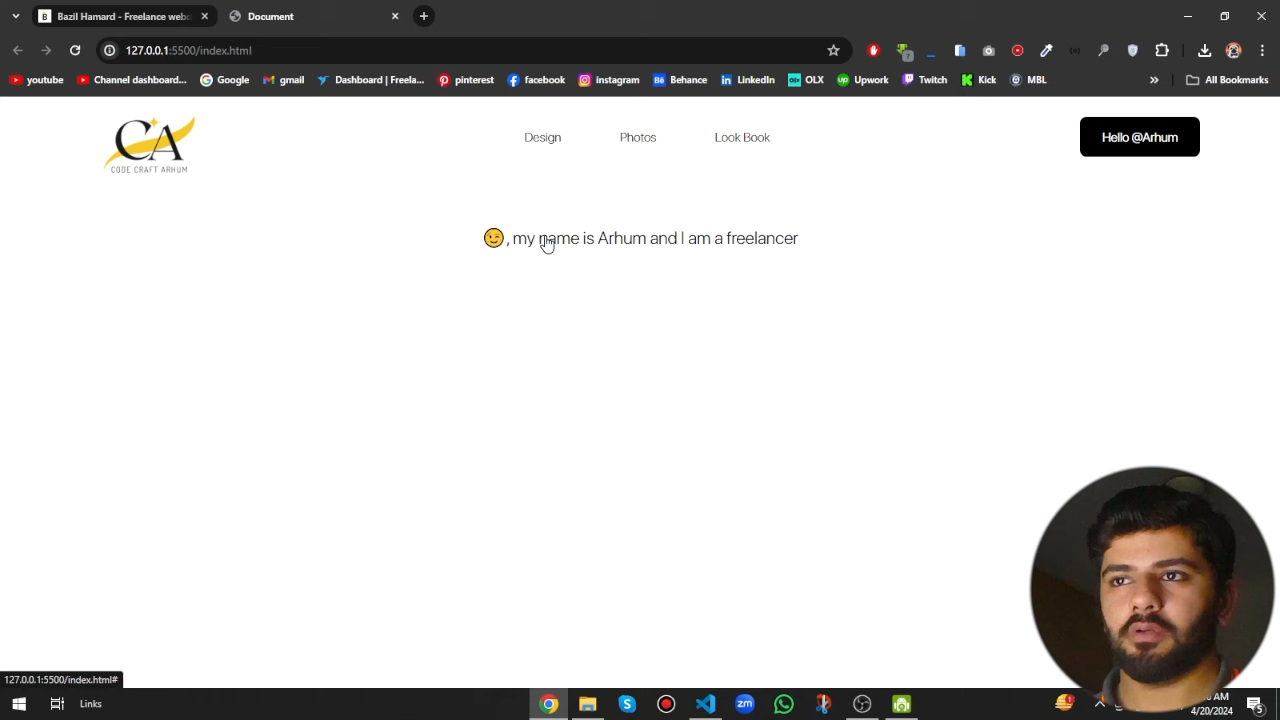 Bazil Hamard - Freelance webd
Document
127.0.0.1:5500/index.html
youtube
Channel dashboard...
Google
gmail
Dashboard | Freela...
pinterest
facebook
instagram
Behance
LinkedIn
OLX
Upwork
Twitch
Kick
MBL
All Bookmarks
CA
CODE CRAFT ARHUM
Design
Photos
Look Book
Hello @Arhum
😉, my name is Arhum and I am a freelancer
127.0.0.1:5500/index.html#
Links
4/20/2024